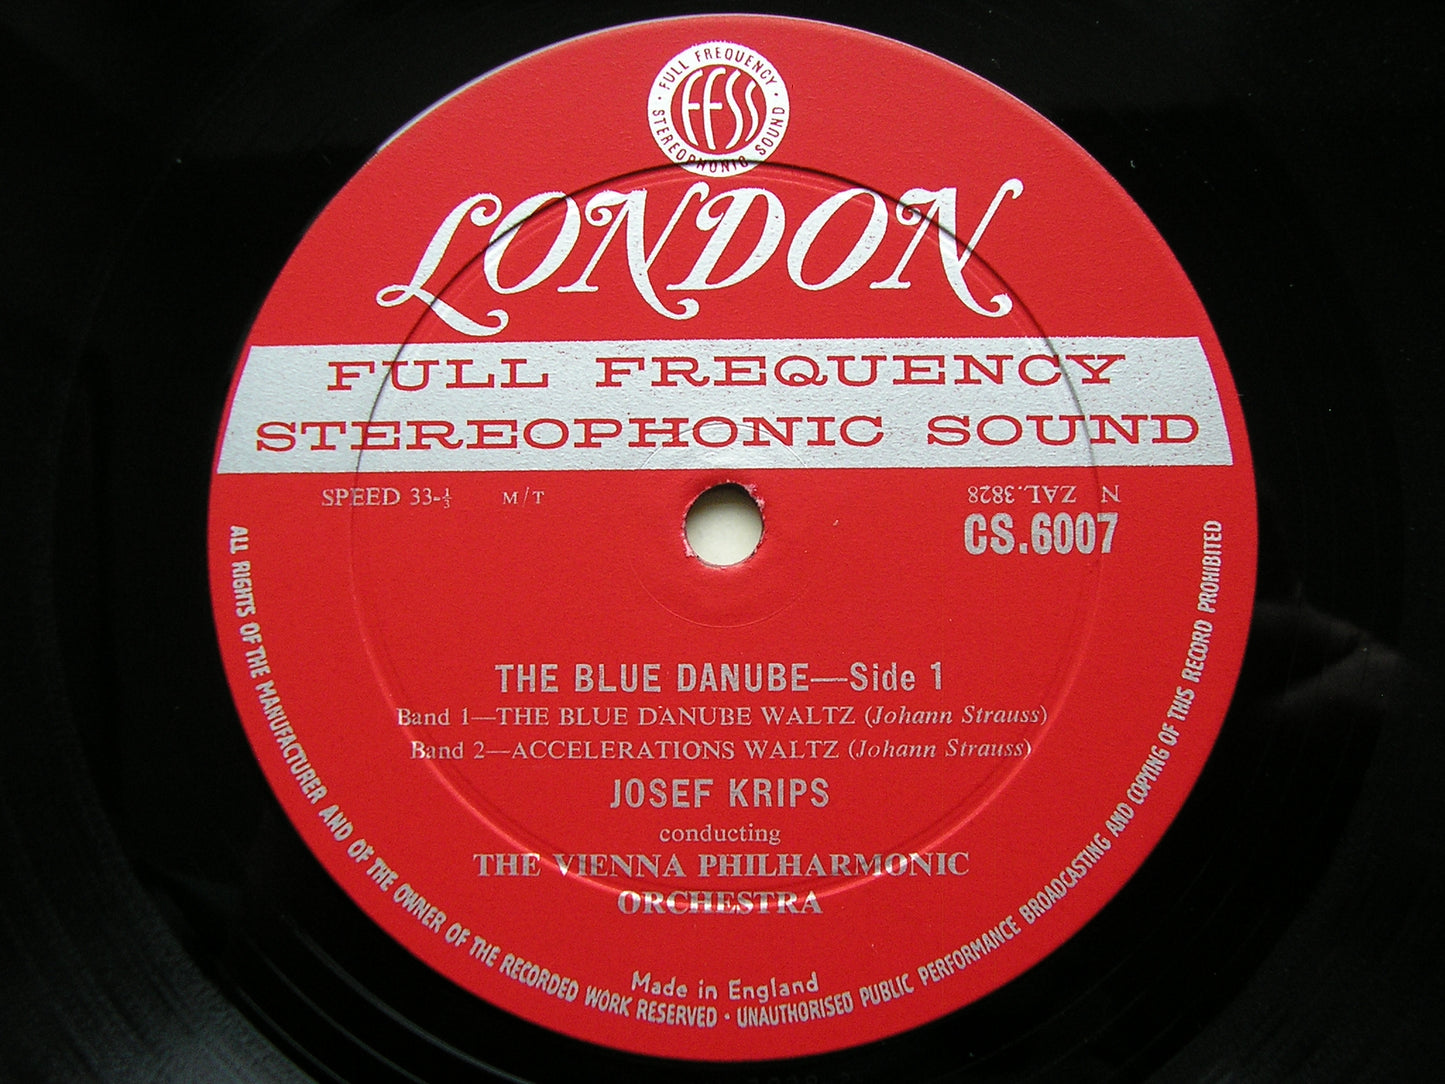 · FULL FREQUENCY ·
STEREOPHONIC SOUND
FFSS
LONDON
FULL FREQUENCY
STEREOPHONIC SOUND
SPEED 33-⅓ M/T
N ZAL.3828
CS.6007
THE BLUE DANUBE—Side 1
Band 1—THE BLUE DANUBE WALTZ (Johann Strauss)
Band 2—ACCELERATIONS WALTZ (Johann Strauss)
JOSEF KRIPS
conducting
THE VIENNA PHILHARMONIC
ORCHESTRA
Made in England
ALL RIGHTS OF THE MANUFACTURER AND OF THE OWNER OF THE RECORDED WORK RESERVED · UNAUTHORISED PUBLIC PERFORMANCE BROADCASTING AND COPYING OF THIS RECORD PROHIBITED